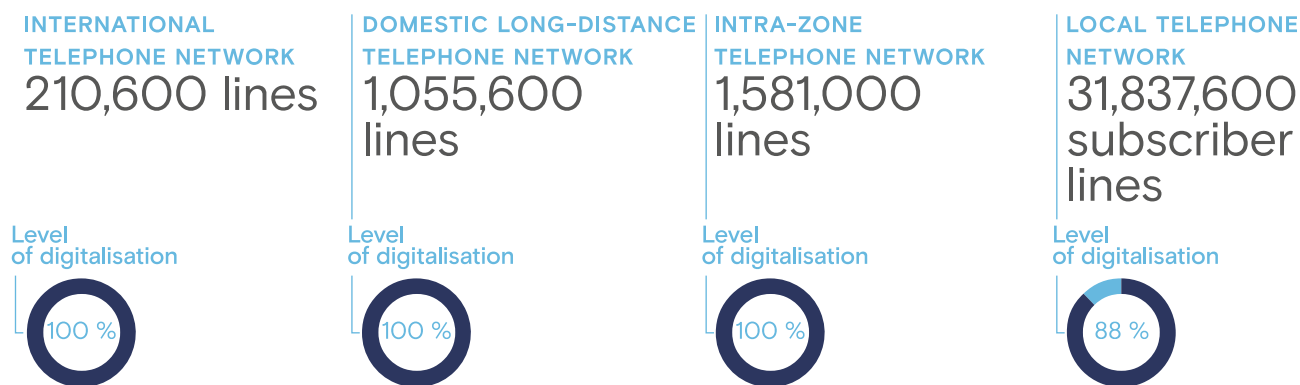 INTERNATIONAL
TELEPHONE NETWORK
210,600 lines
Level
of digitalisation
100 %
DOMESTIC LONG-DISTANCE
TELEPHONE NETWORK
1,055,600
lines
Level
of digitalisation
100 %
INTRA-ZONE
TELEPHONE NETWORK
1,581,000
lines
Level
of digitalisation
100 %
LOCAL TELEPHONE
NETWORK
31,837,600
subscriber
lines
Level
of digitalisation
88 %